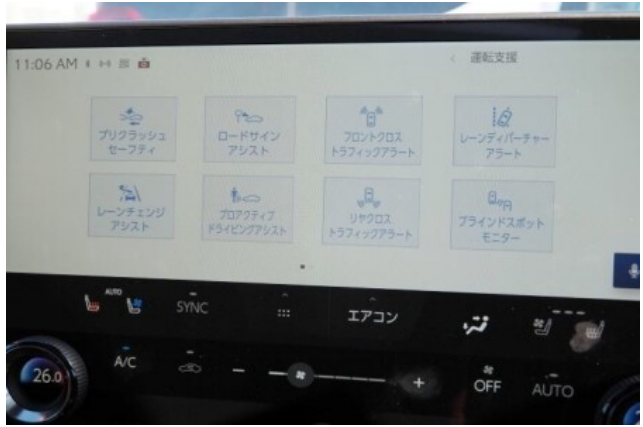 11:06 AM
運転支援
プリクラッシュ
セーフティ
ロードサイン
アシスト
フロントクロス
トラフィックアラート
レーンディパーチャー
アラート
レーンチェンジ
アシスト
プロアクティブ
ドライビングアシスト
リヤクロス
トラフィックアラート
ブラインドスポット
モニター
AUTO
SYNC
エアコン
26.0
A/C
OFF
AUTO